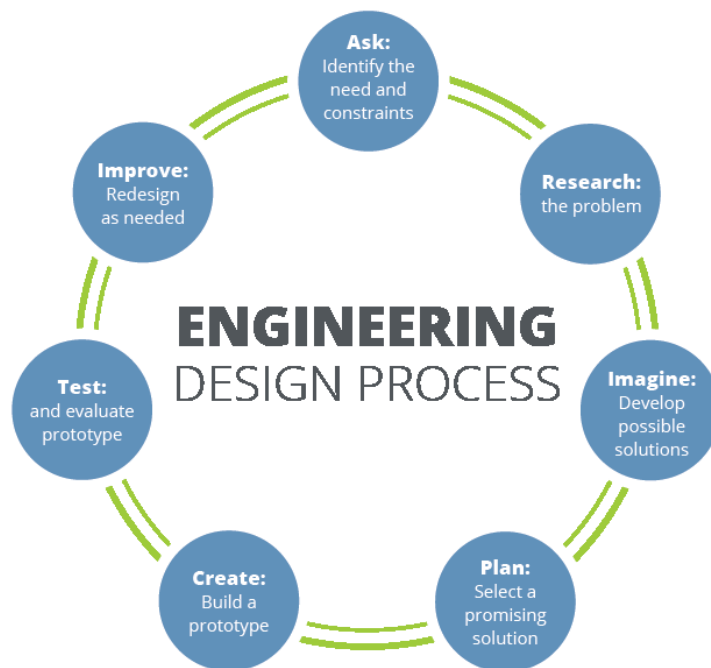 Ask:
Identify the
need and
constraints
Research:
the problem
Imagine:
Develop
possible
solutions
Plan:
Select a
promising
solution
Create:
Build a
prototype
Test:
and evaluate
prototype
Improve:
Redesign
as needed
ENGINEERING
DESIGN PROCESS